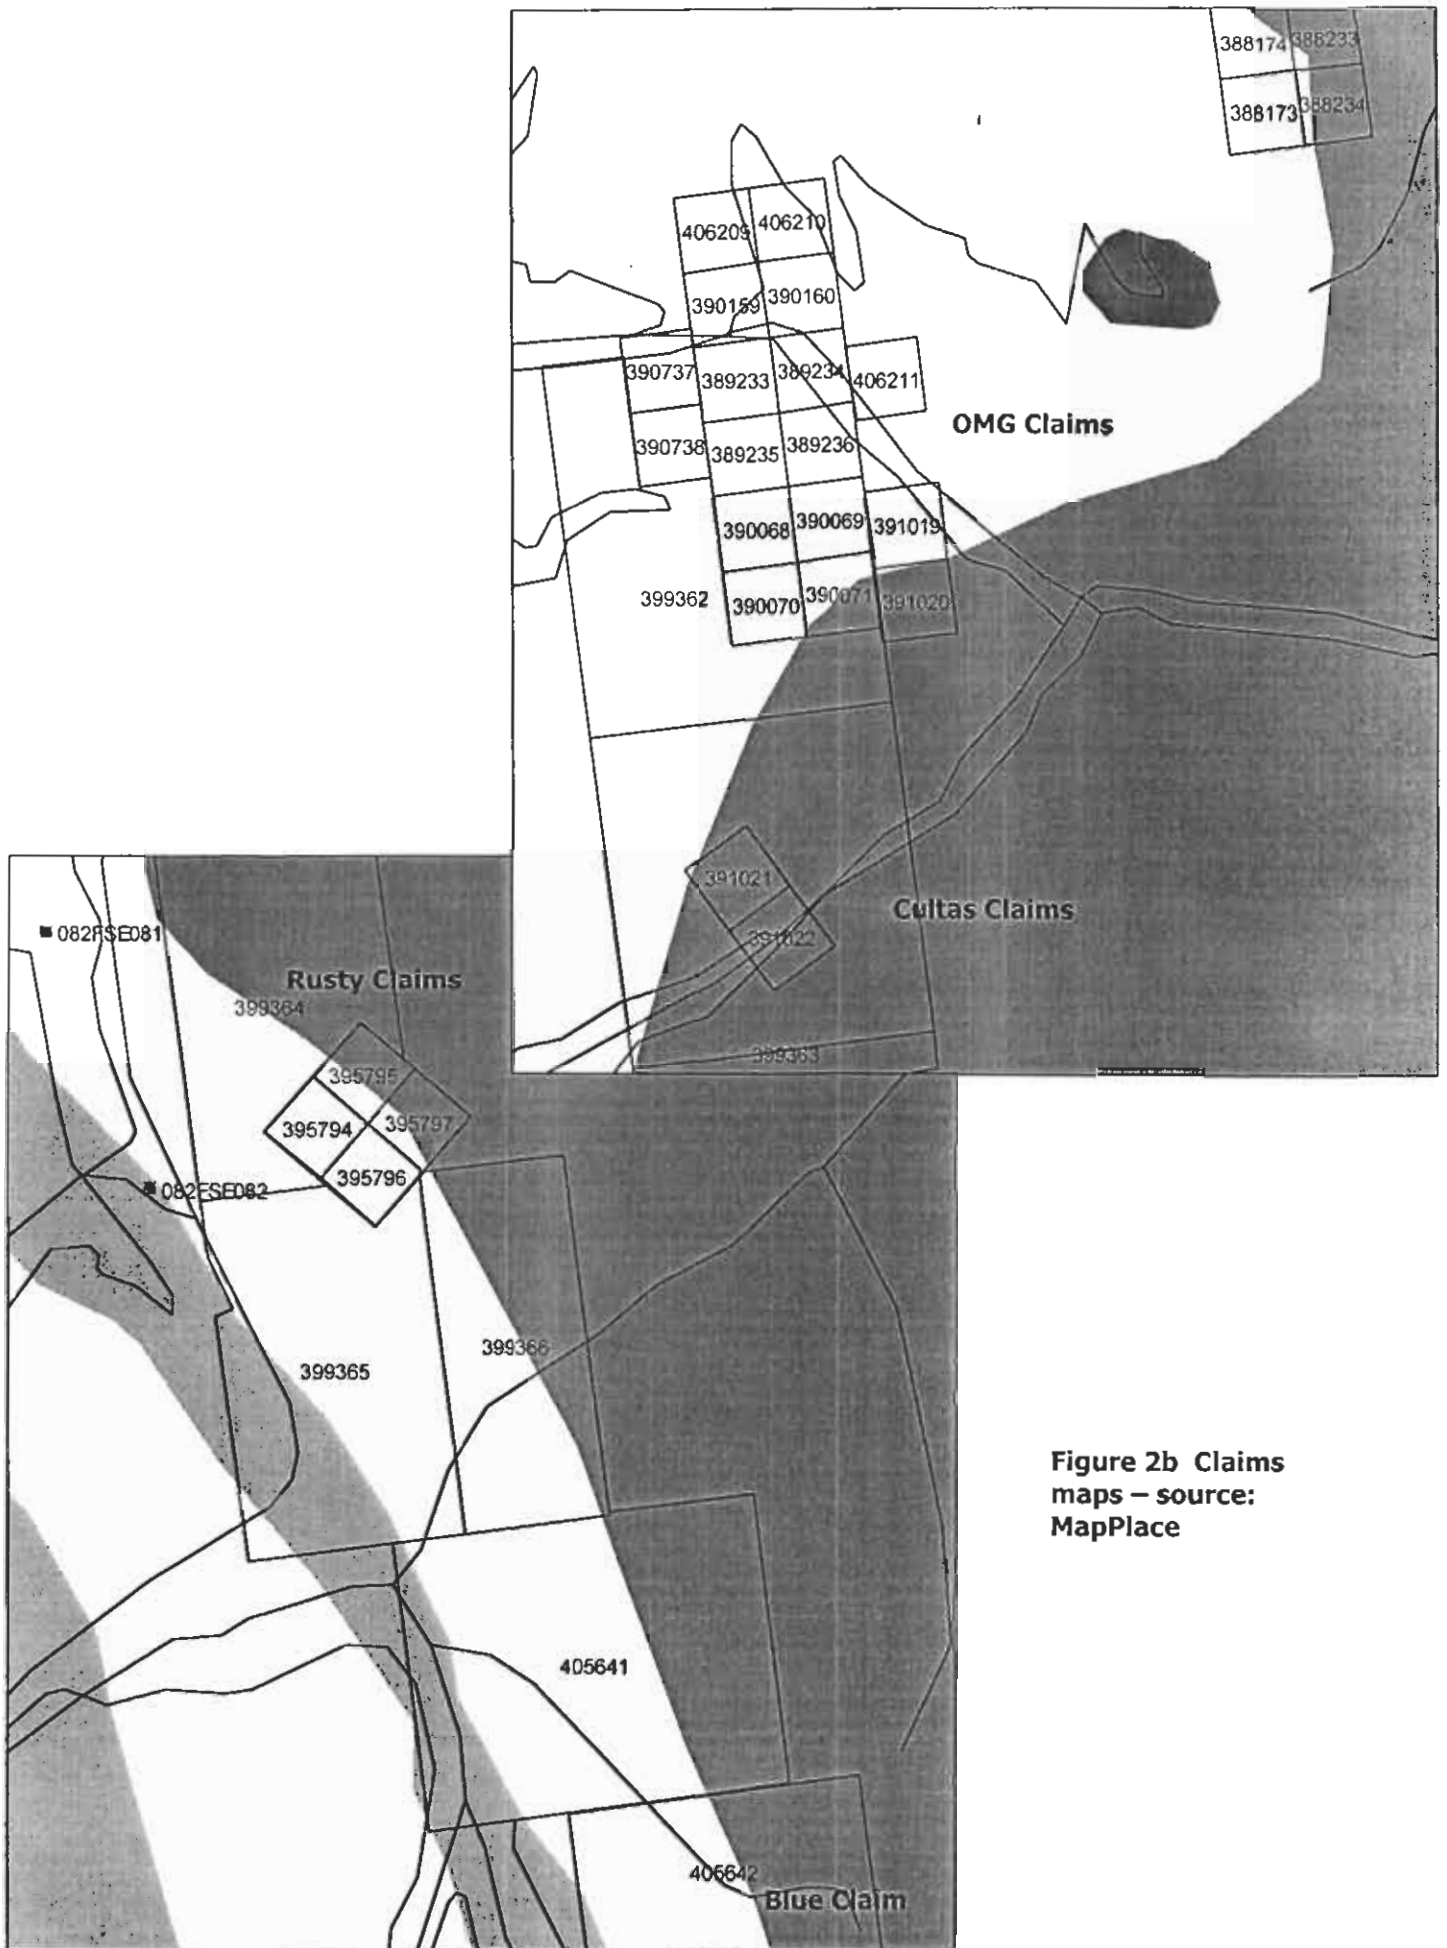 388174 388233
388173 388234
406209 406210
390159 390160
390737 389233 389234 406211
OMG Claims
390738 389235 389236
390068 390069 391019
399362 390070 390071 391020
391021
Cultas Claims
391022
399363
082FSE081
Rusty Claims
399364
395795
395794 395797
395796
082FSE082
399366
399365
405641
405642
Blue Claim
Figure 2b Claims
maps – source:
MapPlace